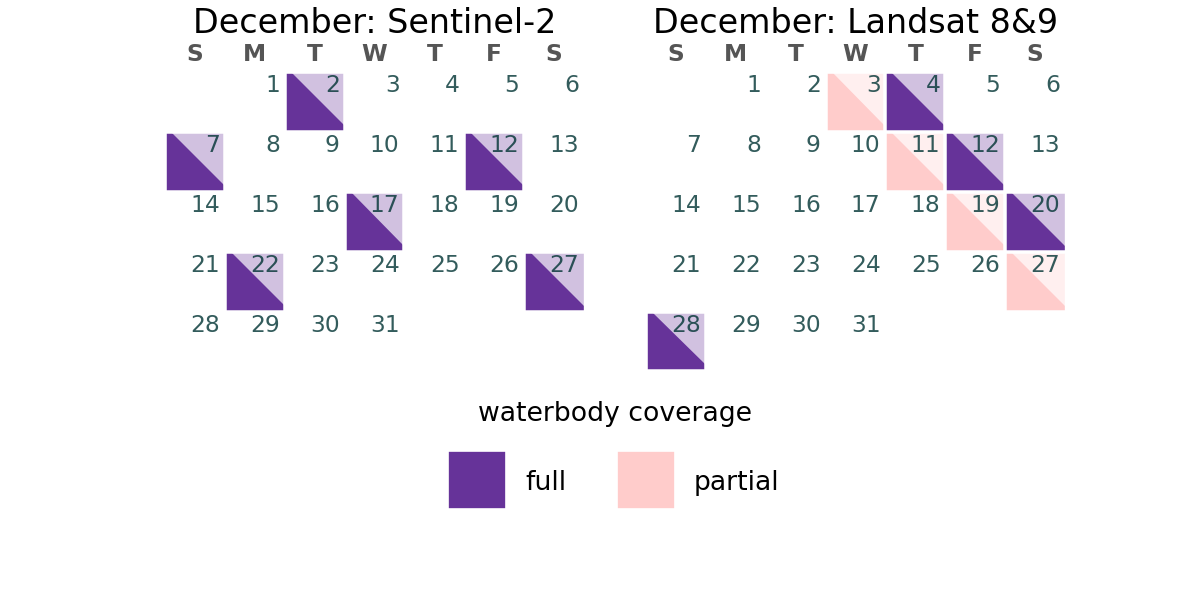 December: Sentinel-2
S M T W T F S
1 2 3 4 5 6
7 8 9 10 11 12 13
14 15 16 17 18 19 20
21 22 23 24 25 26 27
28 29 30 31
December: Landsat 8&9
S M T W T F S
1 2 3 4 5 6
7 8 9 10 11 12 13
14 15 16 17 18 19 20
21 22 23 24 25 26 27
28 29 30 31
waterbody coverage
full partial